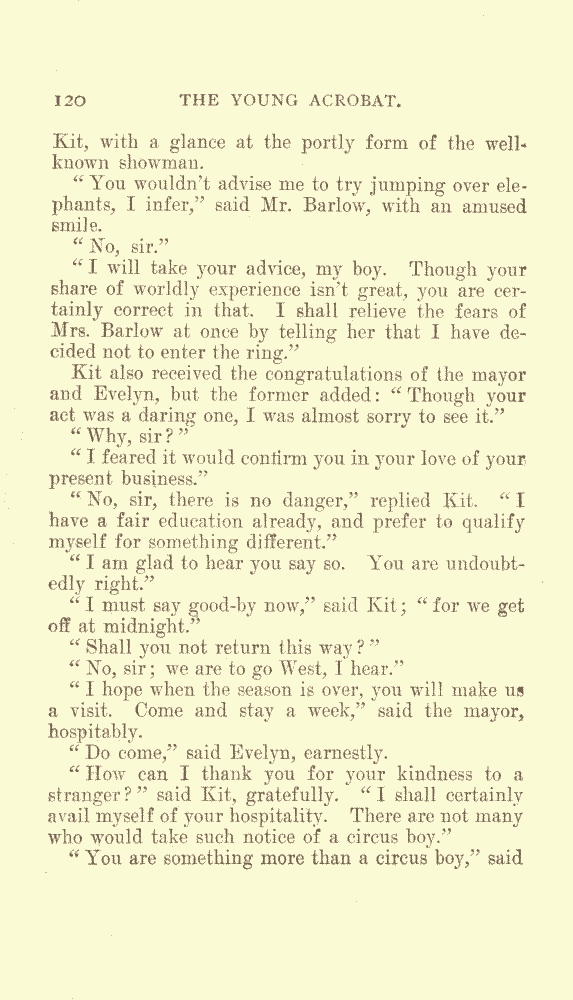 120 THE YOUNG ACROBAT.
Kit, with a glance at the portly form of the well-
known showman.
“ You wouldn’t advise me to try jumping over ele-
phants, I infer,” said Mr. Barlow, with an amused
smile.
“ No, sir.”
“ I will take your advice, my boy. Though your
share of worldly experience isn’t great, you are cer-
tainly correct in that. I shall relieve the fears of
Mrs. Barlow at once by telling her that I have de-
cided not to enter the ring.”
Kit also received the congratulations of the mayor
and Evelyn, but the former added: “ Though your
act was a daring one, I was almost sorry to see it.”
“ Why, sir ? ”
“ I feared it would confirm you in your love of your
present business.”
“ No, sir, there is no danger,” replied Kit. “ I
have a fair education already, and prefer to qualify
myself for something different.”
“ I am glad to hear you say so. You are undoubt-
edly right.”
“ I must say good-by now,” said Kit; “ for we get
off at midnight.”
“ Shall you not return this way ? ”
“ No, sir; we are to go West, I hear.”
“ I hope when the season is over, you will make us
a visit. Come and stay a week,” said the mayor,
hospitably.
“ Do come,” said Evelyn, earnestly.
“ How can I thank you for your kindness to a
stranger ? ” said Kit, gratefully. “ I shall certainly
avail myself of your hospitality. There are not many
who would take such notice of a circus boy.”
“ You are something more than a circus boy,” said